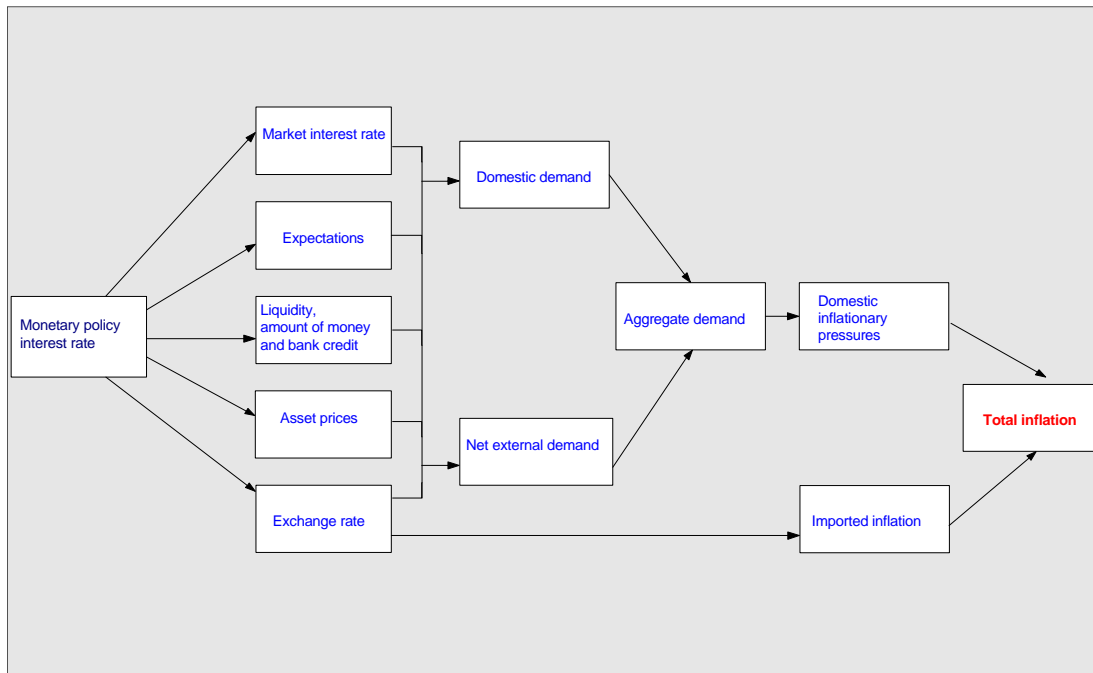 Market interest rate
Domestic demand
Expectations
Monetary policy
interest rate
Liquidity,
amount of money
and bank credit
Aggregate demand
Domestic
inflationary
pressures
Asset prices
Net external demand
Total inflation
Exchange rate
Imported inflation